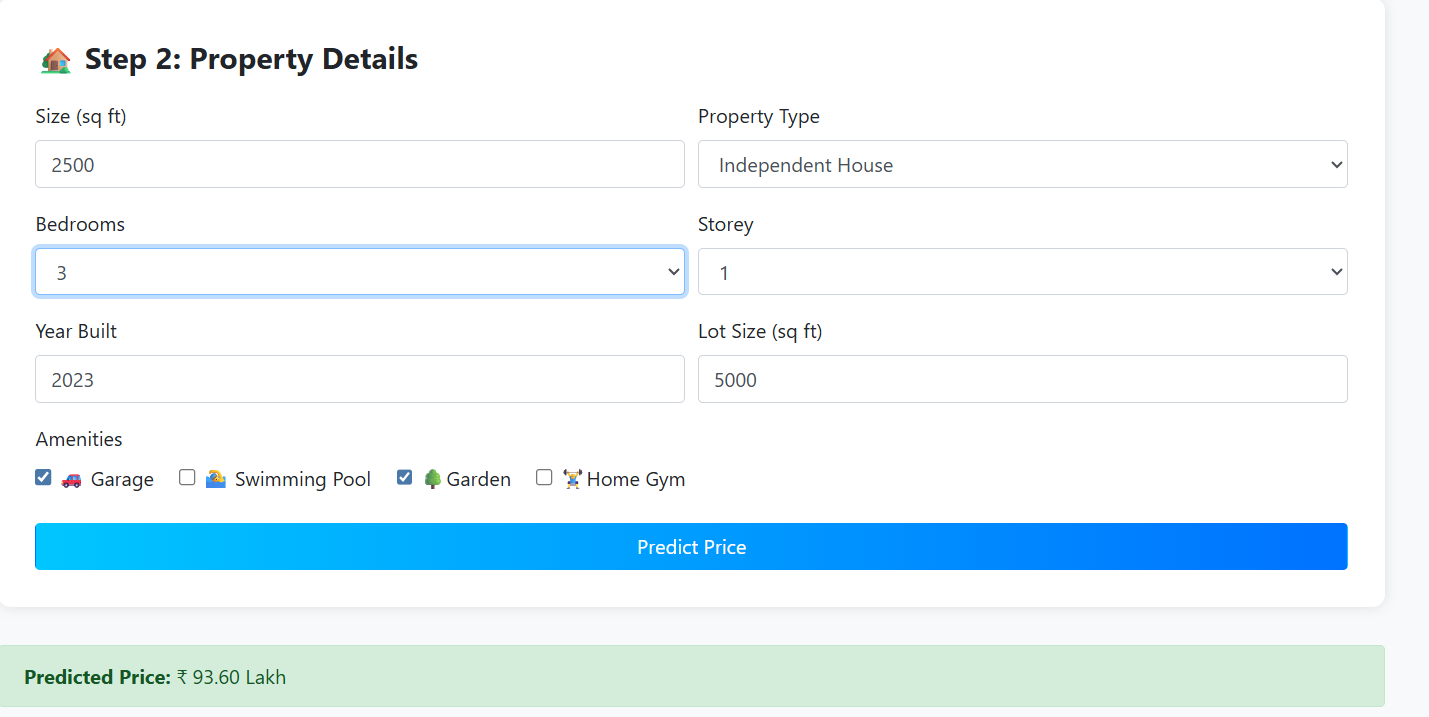 Step 2: Property Details
Size (sq ft)
Property Type
2500
Independent House
Bedrooms
Storey
3
1
Year Built
Lot Size (sq ft)
2023
5000
Amenities
Garage Swimming Pool Garden Home Gym
Predict Price
Predicted Price: ₹ 93.60 Lakh